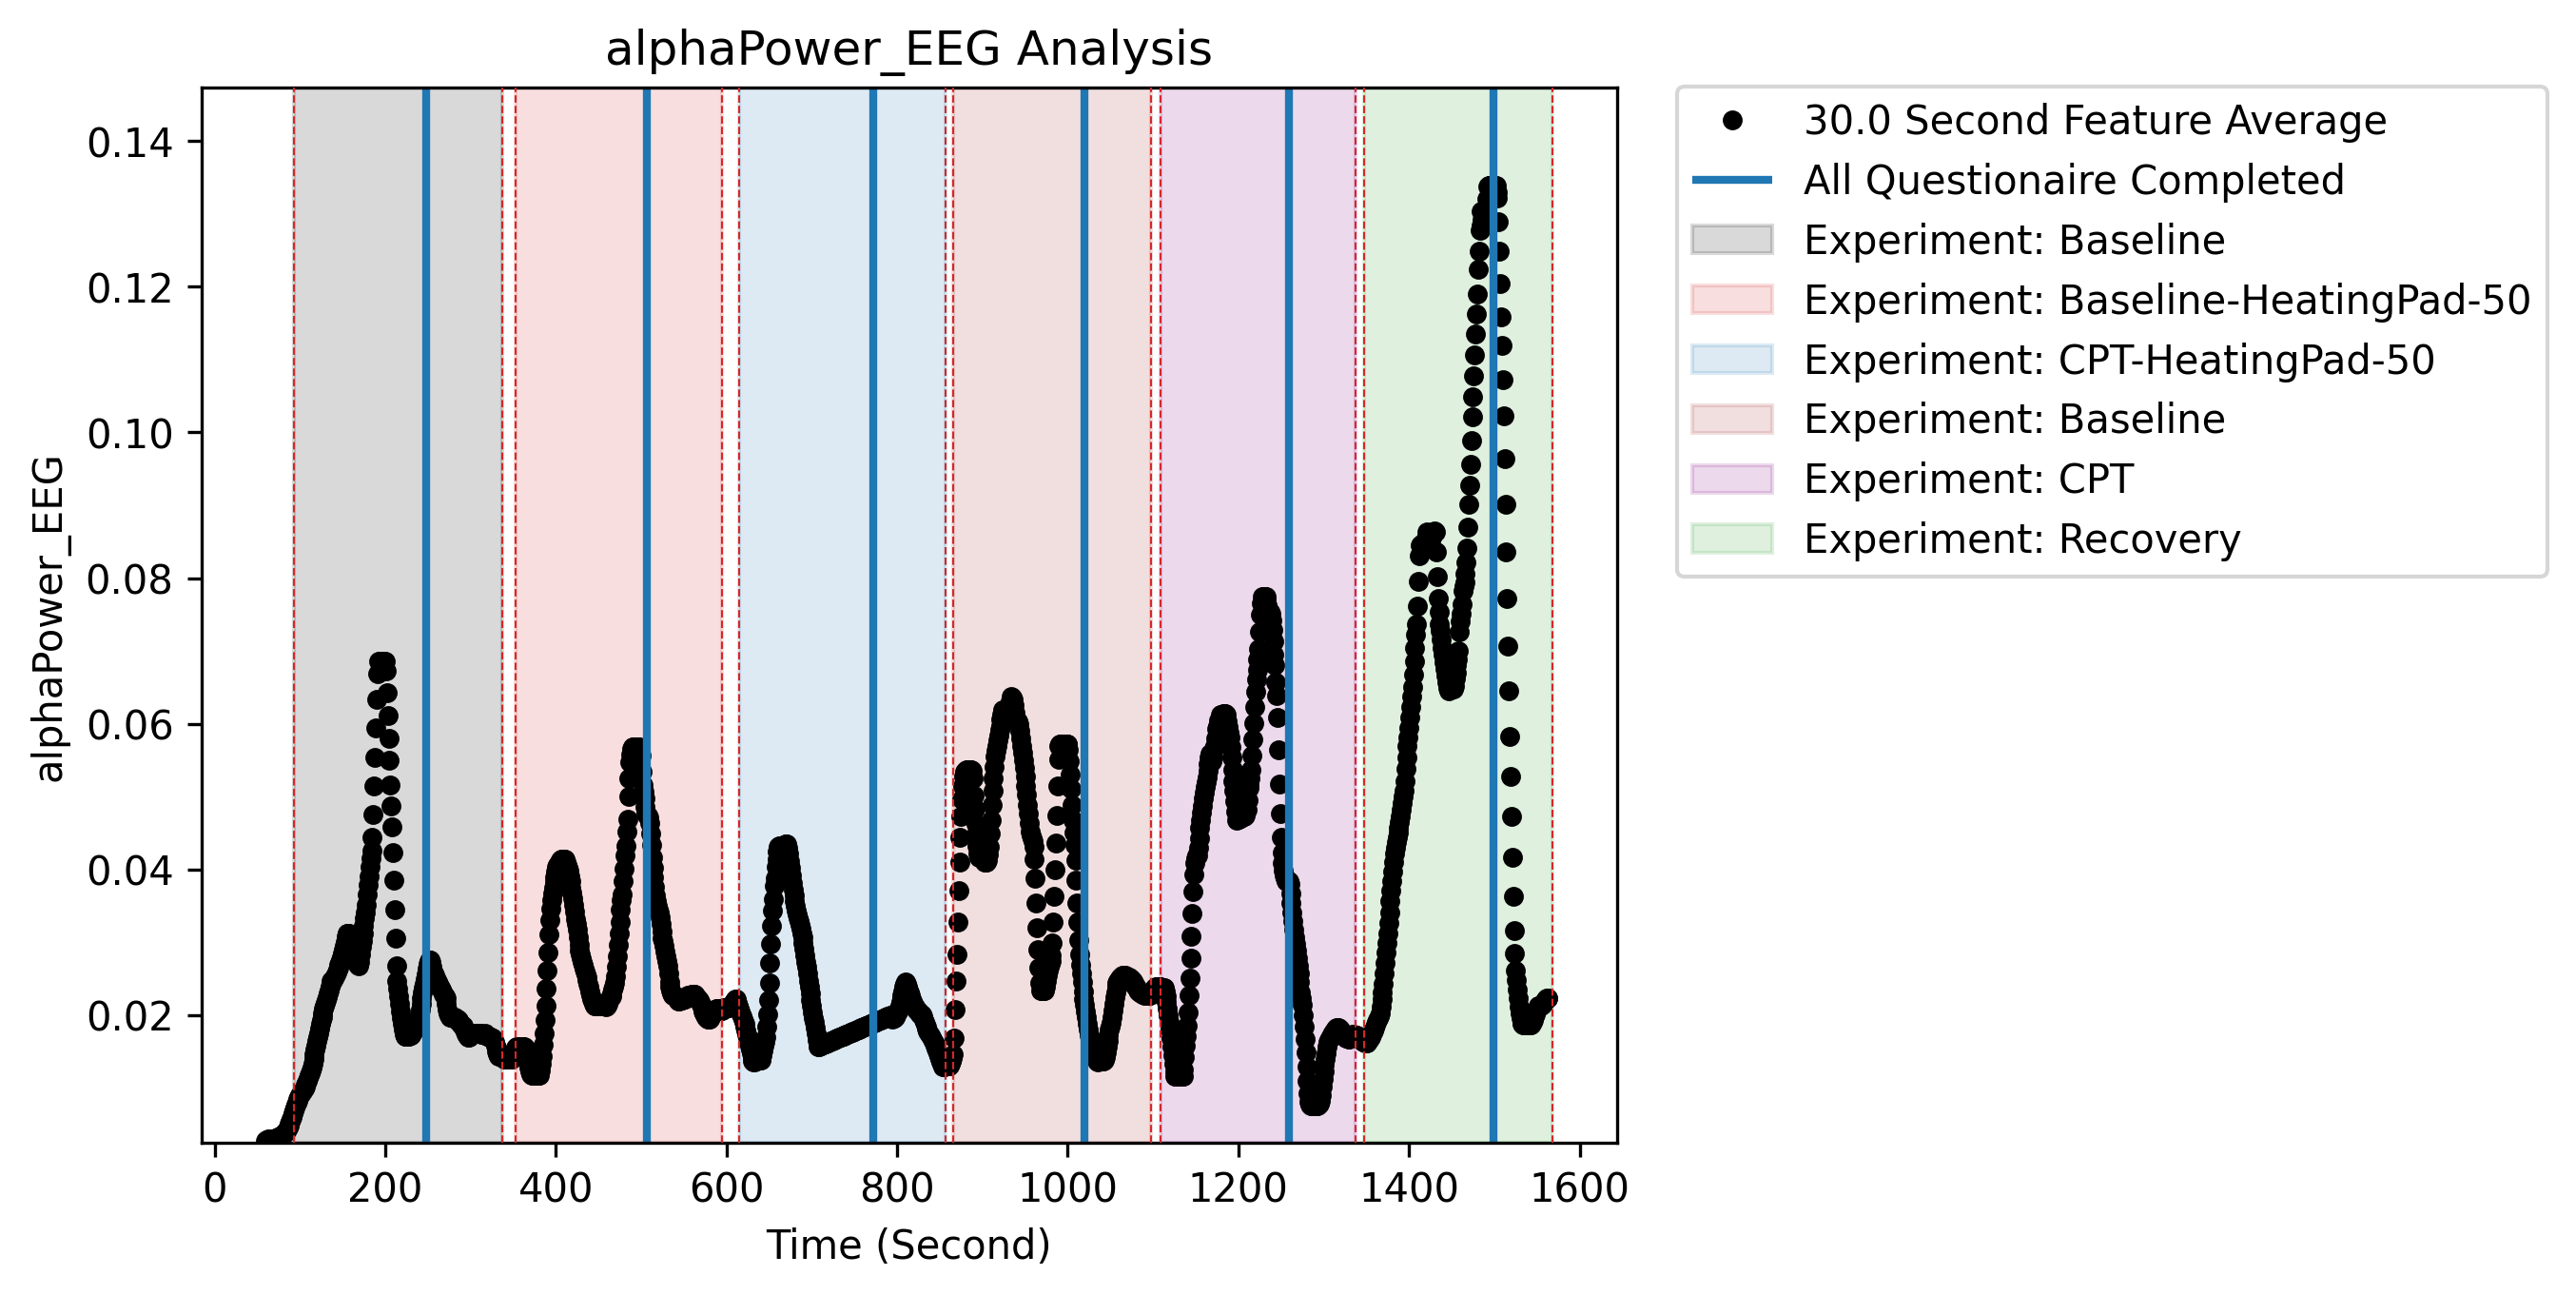 alphaPower_EEG Analysis
alphaPower_EEG
0.14
0.12
0.10
0.08
0.06
0.04
0.02
0 200 400 600 800 1000 1200 1400 1600
Time (Second)
30.0 Second Feature Average
All Questionaire Completed
Experiment: Baseline
Experiment: Baseline-HeatingPad-50
Experiment: CPT-HeatingPad-50
Experiment: Baseline
Experiment: CPT
Experiment: Recovery